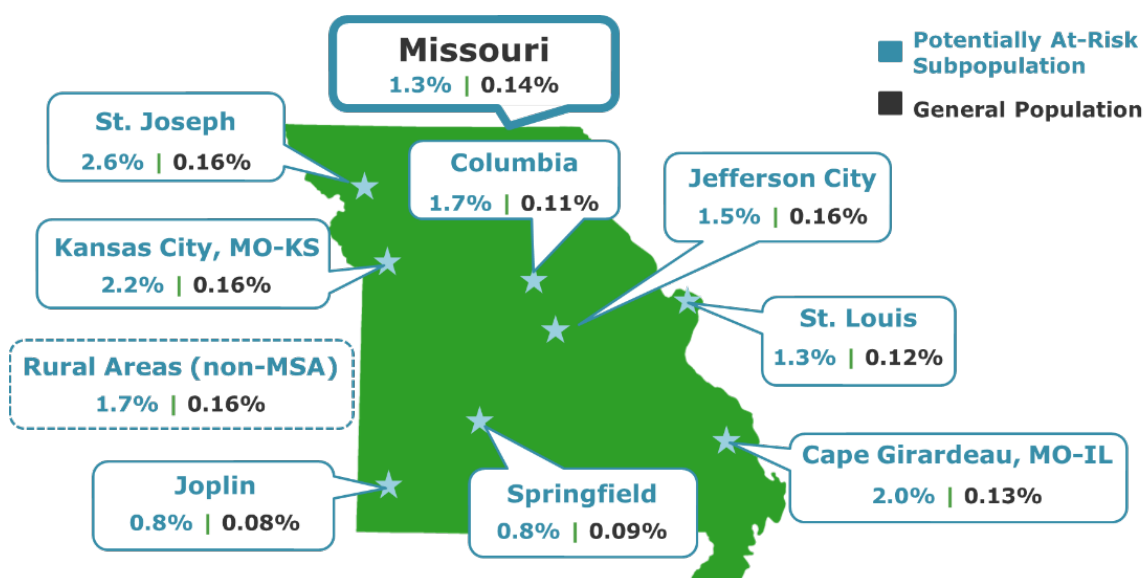 Missouri
1.3% | 0.14%
Potentially At-Risk
Subpopulation
General Population
St. Joseph
2.6% | 0.16%
Columbia
1.7% | 0.11%
Jefferson City
1.5% | 0.16%
Kansas City, MO-KS
2.2% | 0.16%
St. Louis
1.3% | 0.12%
Rural Areas (non-MSA)
1.7% | 0.16%
Cape Girardeau, MO-IL
2.0% | 0.13%
Joplin
0.8% | 0.08%
Springfield
0.8% | 0.09%